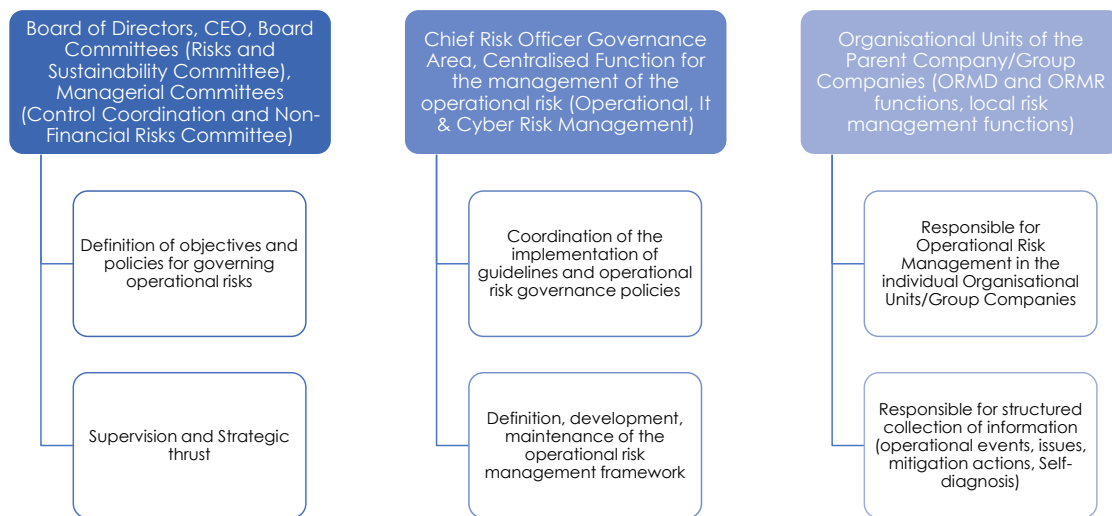 Board of Directors, CEO, Board
Committees (Risks and
Sustainability Committee),
Managerial Committees
(Control Coordination and Non-
Financial Risks Committee)
Definition of objectives and
policies for governing
operational risks
Supervision and Strategic
thrust
Chief Risk Officer Governance
Area, Centralised Function for
the management of the
operational risk (Operational, It
& Cyber Risk Management)
Coordination of the
implementation of
guidelines and operational
risk governance policies
Definition, development,
maintenance of the
operational risk
management framework
Organisational Units of the
Parent Company/Group
Companies (ORMD and ORMR
functions, local risk
management functions)
Responsible for
Operational Risk
Management in the
individual Organisational
Units/Group Companies
Responsible for structured
collection of information
(operational events, issues,
mitigation actions, Self-
diagnosis)